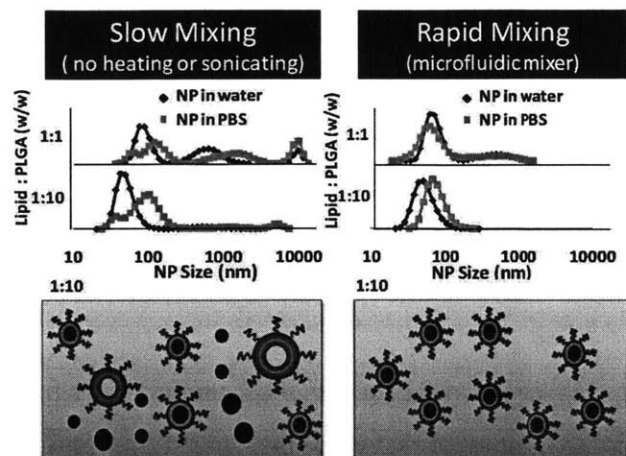 Slow Mixing
( no heating or sonicating)
Rapid Mixing
(microfluidic mixer)
Lipid : PLGA (w/w)
1:1
1:10
NP in water
NP in PBS
10 100 1000 10000
NP Size (nm)
Lipid : PLGA (w/w)
1:1
1:10
NP in water
NP in PBS
10 100 1000 10000
NP Size (nm)
1:10